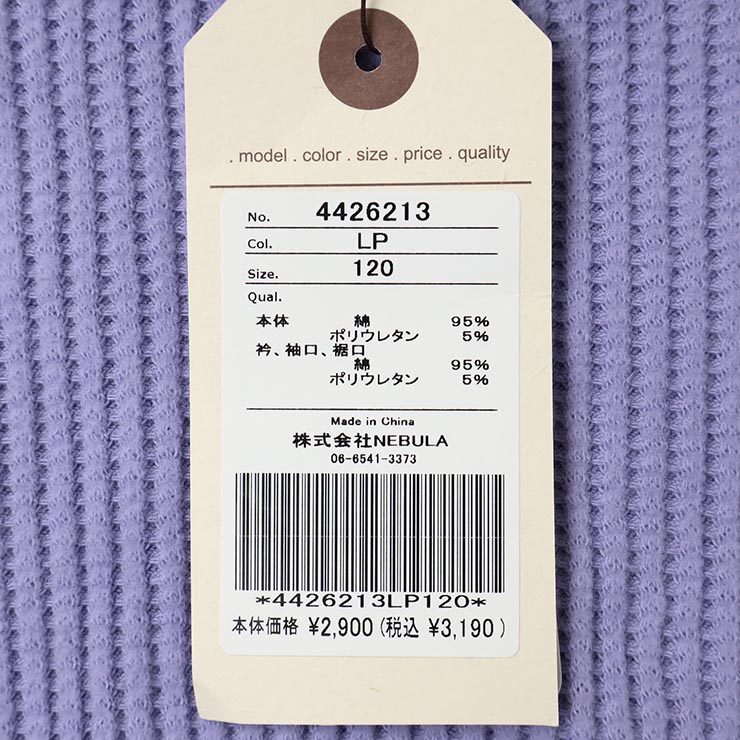 . model . color . size . price . quality
No. 4426213
Col. LP
Size. 120
Qual.
本体 綿 95%
ポリウレタン 5%
衿、袖口、裾口
綿 95%
ポリウレタン 5%
Made in China
株式会社NEBULA
06-6541-3373
*4426213LP120*
本体価格 ¥2,900(税込 ¥3,190)